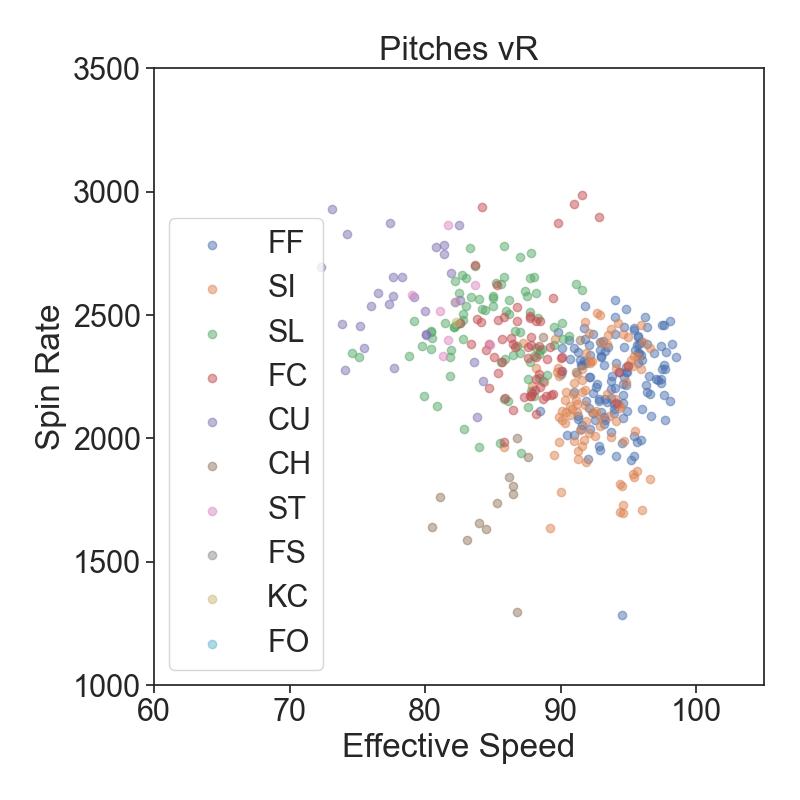 Pitches vR
3500
3000
2500
2000
1500
1000
Spin Rate
FF
SI
SL
FC
CU
CH
ST
FS
KC
FO
60
70
80
90
100
Effective Speed